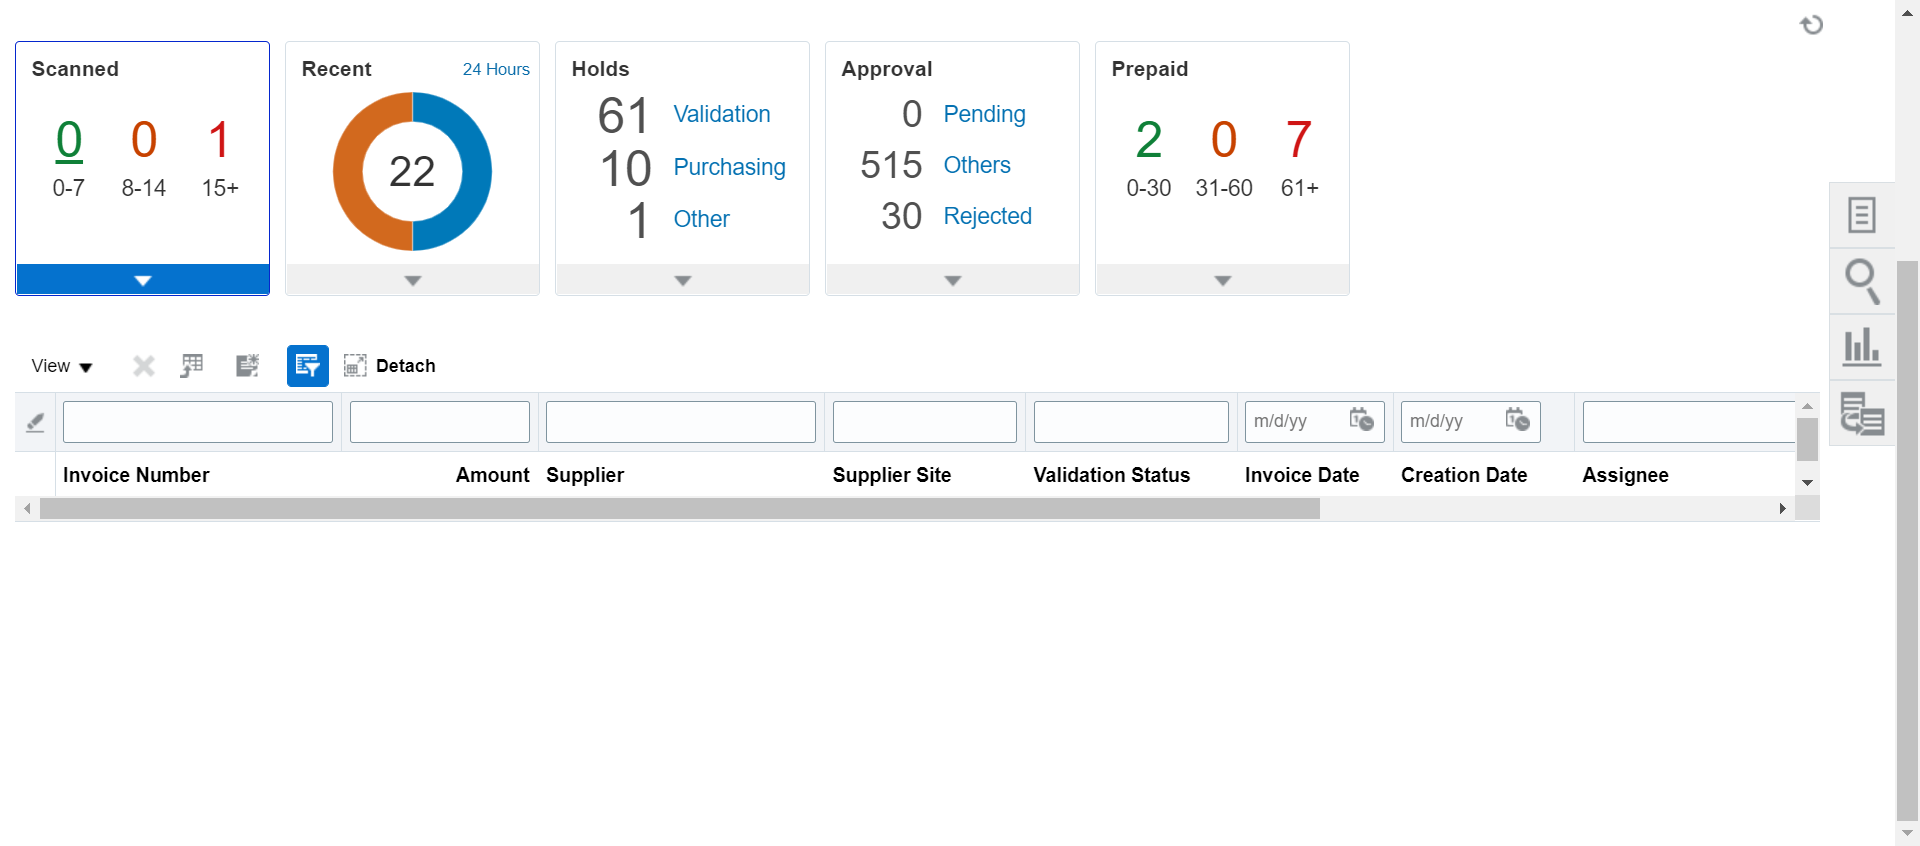 Scanned
0 0 1
0-7 8-14 15+
Recent 24 Hours
22
Holds
61 Validation
10 Purchasing
1 Other
Approval
0 Pending
515 Others
30 Rejected
Prepaid
2 0 7
0-30 31-60 61+
View Detach
m/d/yy m/d/yy
Invoice Number Amount Supplier Supplier Site Validation Status Invoice Date Creation Date Assignee